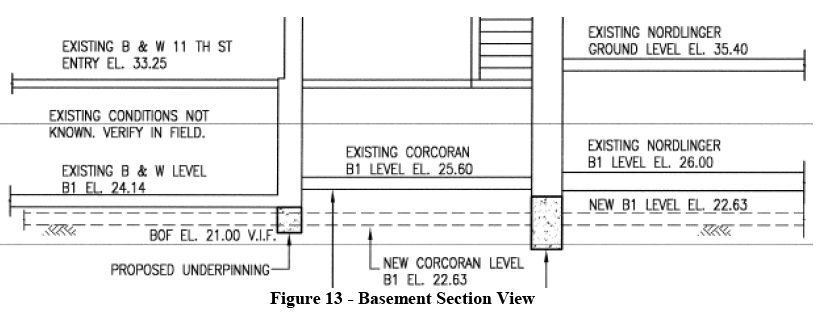 EXISTING B & W 11 TH ST
ENTRY EL. 33.25
EXISTING NORDLINGER
GROUND LEVEL EL. 35.40
EXISTING CONDITIONS NOT
KNOWN. VERIFY IN FIELD.
EXISTING CORCORAN
B1 LEVEL EL. 25.60
EXISTING NORDLINGER
B1 LEVEL EL. 26.00
EXISTING B & W LEVEL
B1 EL. 24.14
NEW B1 LEVEL EL. 22.63
BOF EL. 21.00 V.I.F.
PROPOSED UNDERPINNING
NEW CORCORAN LEVEL
B1 EL. 22.63
Figure 13 - Basement Section View